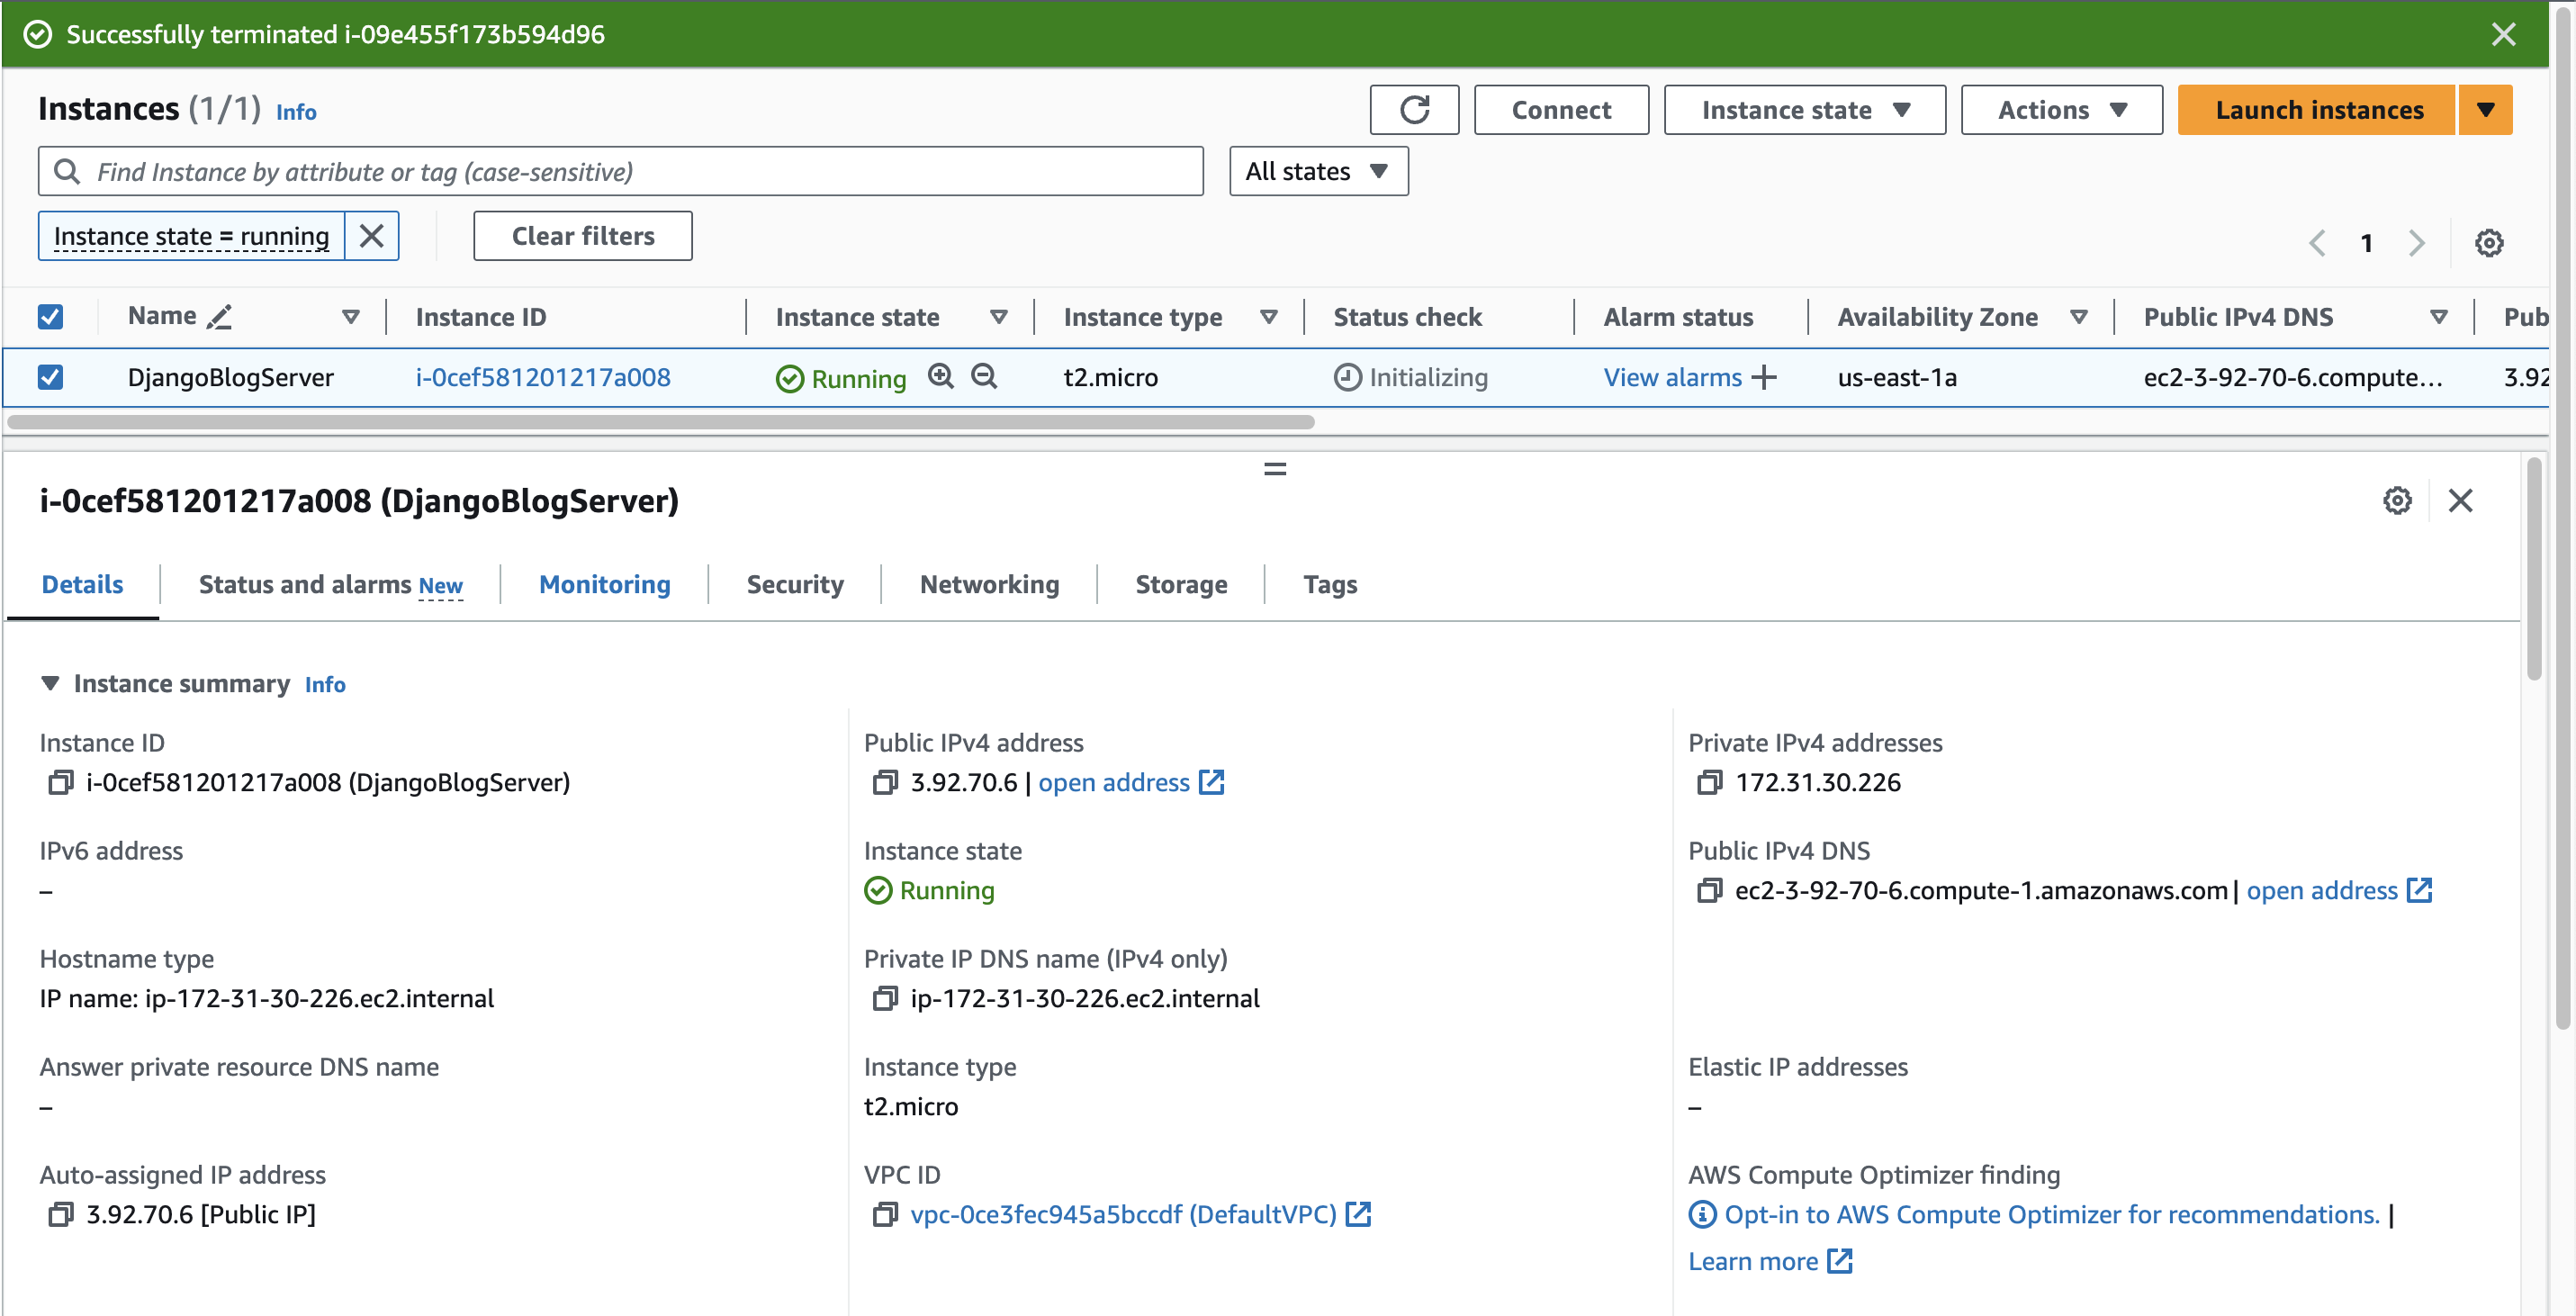 Successfully terminated i-09e455f173b594d96
Instances (1/1) Info
Connect
Instance state
Actions
Launch instances
Find Instance by attribute or tag (case-sensitive)
All states
Instance state = running
Clear filters
1
Name Instance ID Instance state Instance type Status check Alarm status Availability Zone Public IPv4 DNS Pub
DjangoBlogServer i-0cef581201217a008 Running t2.micro Initializing View alarms us-east-1a ec2-3-92-70-6.compute... 3.92
i-0cef581201217a008 (DjangoBlogServer)
Details Status and alarms New Monitoring Security Networking Storage Tags
Instance summary Info
Instance ID
i-0cef581201217a008 (DjangoBlogServer)
Public IPv4 address
3.92.70.6 | open address
Private IPv4 addresses
172.31.30.226
IPv6 address
–
Instance state
Running
Public IPv4 DNS
ec2-3-92-70-6.compute-1.amazonaws.com | open address
Hostname type
IP name: ip-172-31-30-226.ec2.internal
Private IP DNS name (IPv4 only)
ip-172-31-30-226.ec2.internal
Answer private resource DNS name
–
Instance type
t2.micro
Elastic IP addresses
–
Auto-assigned IP address
3.92.70.6 [Public IP]
VPC ID
vpc-0ce3fec945a5bccdf (DefaultVPC)
AWS Compute Optimizer finding
Opt-in to AWS Compute Optimizer for recommendations. |
Learn more